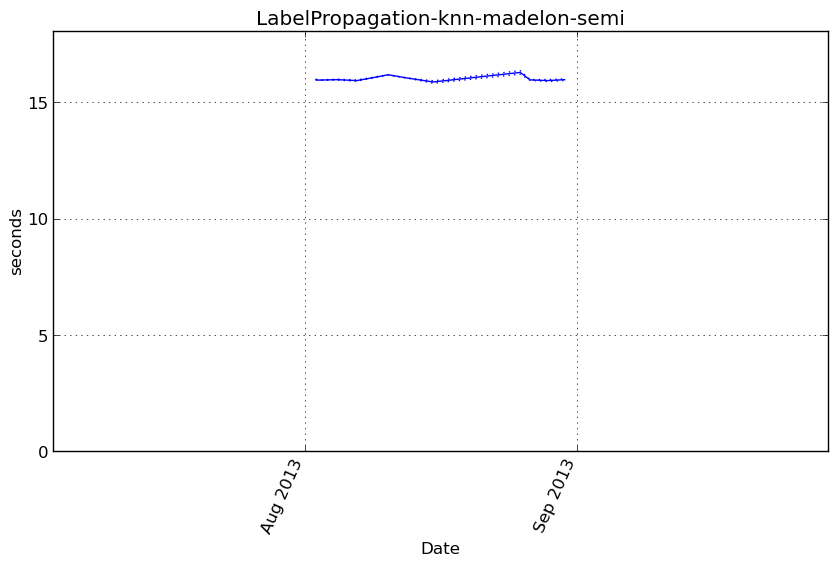 LabelPropagation-knn-madelon-semi
15
10
5
0
seconds
Aug 2013
Sep 2013
Date